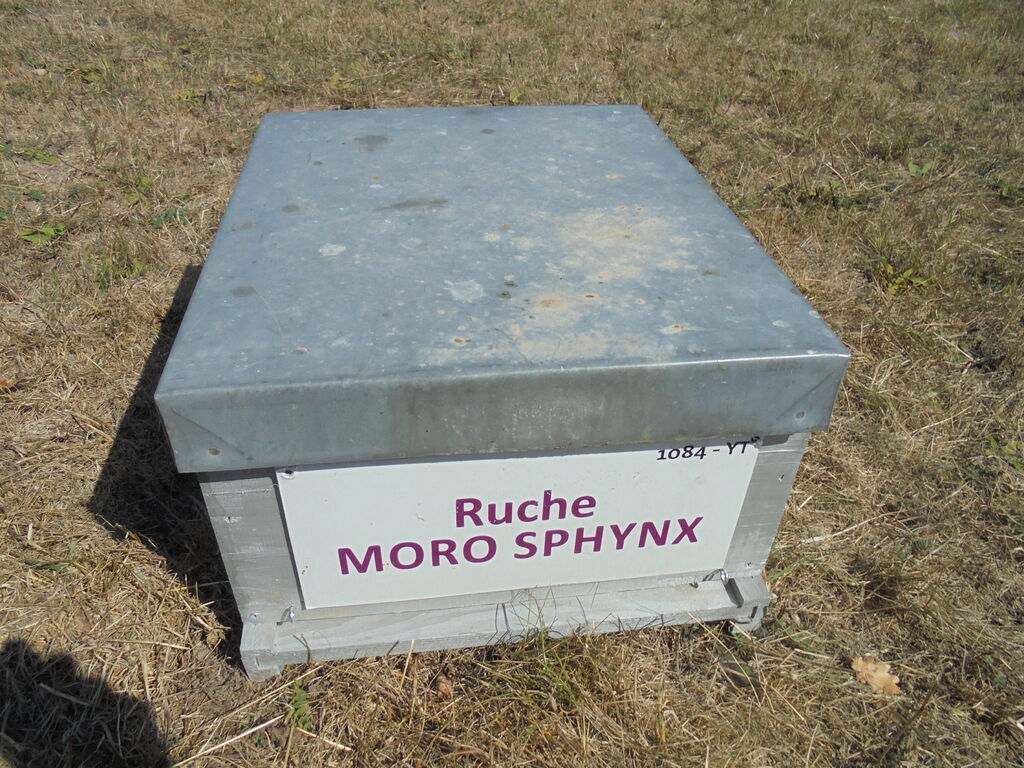 1084 - YT
Ruche
MORO SPHYNX